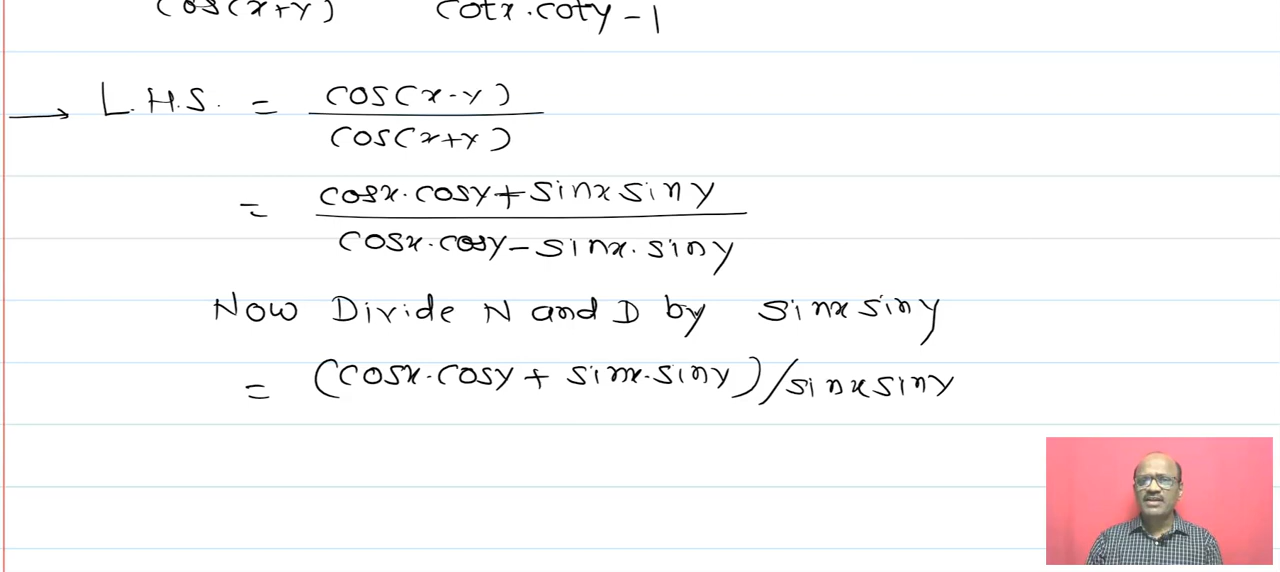 cos(x+y) cotx.coty-1
→ L.H.S. = cos(x-y)
cos(x+y)
= cosx.cosy+sinx siny
cosx.cosy-sinx.siny
Now Divide N and D by sinx siny
= (cosx.cosy + sinx.siny)/sinx siny